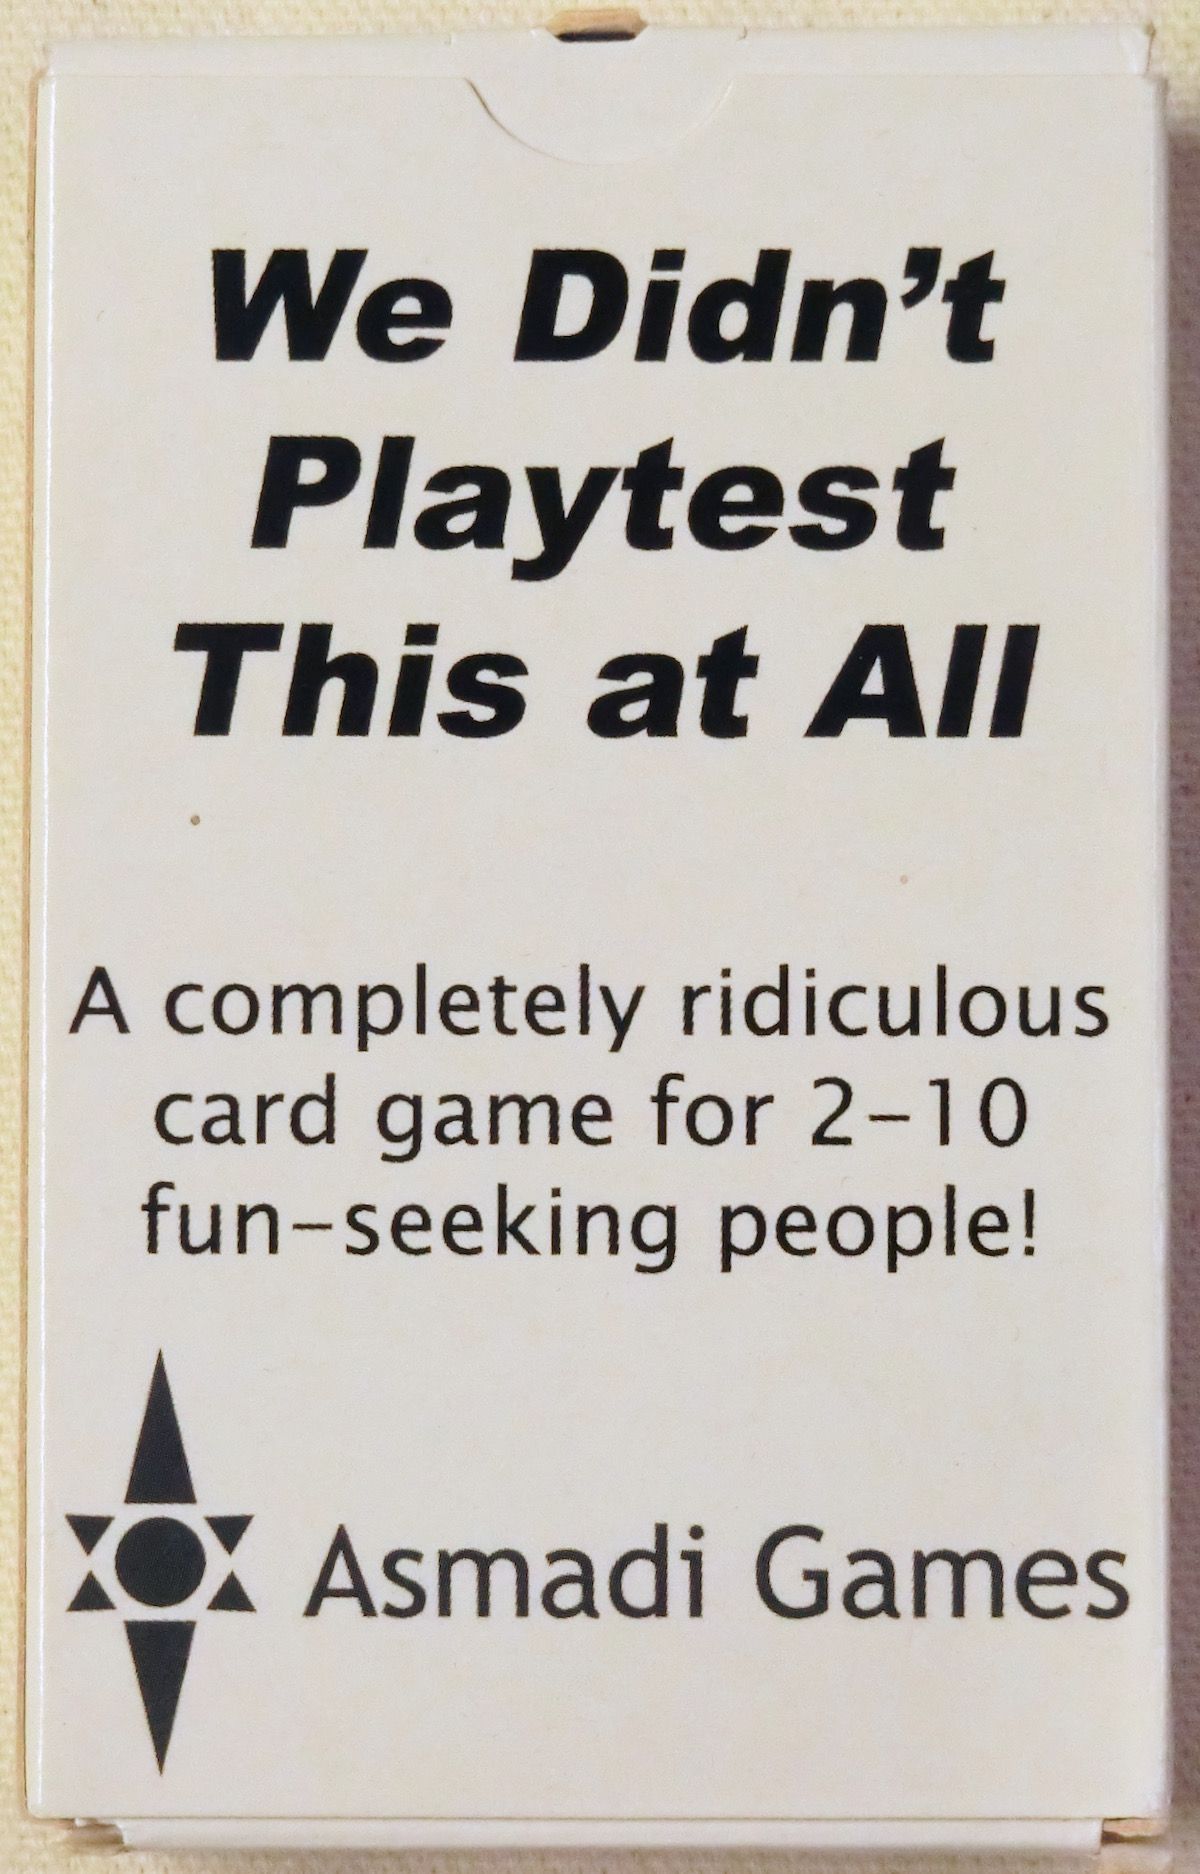 We Didn’t
Playtest
This at All
A completely ridiculous
card game for 2-10
fun-seeking people!
Asmadi Games